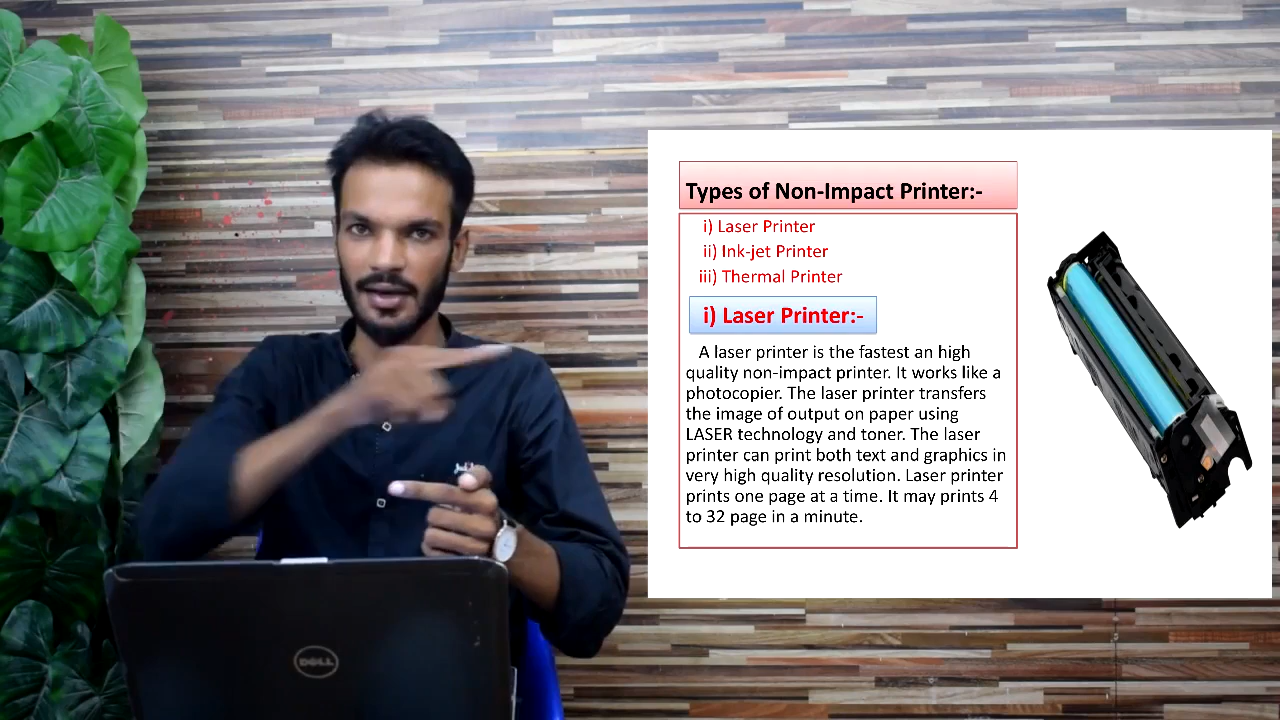 Types of Non-Impact Printer:-
i) Laser Printer
ii) Ink-jet Printer
iii) Thermal Printer
i) Laser Printer:-
A laser printer is the fastest an high
quality non-impact printer. It works like a
photocopier. The laser printer transfers
the image of output on paper using
LASER technology and toner. The laser
printer can print both text and graphics in
very high quality resolution. Laser printer
prints one page at a time. It may prints 4
to 32 page in a minute.
DELL